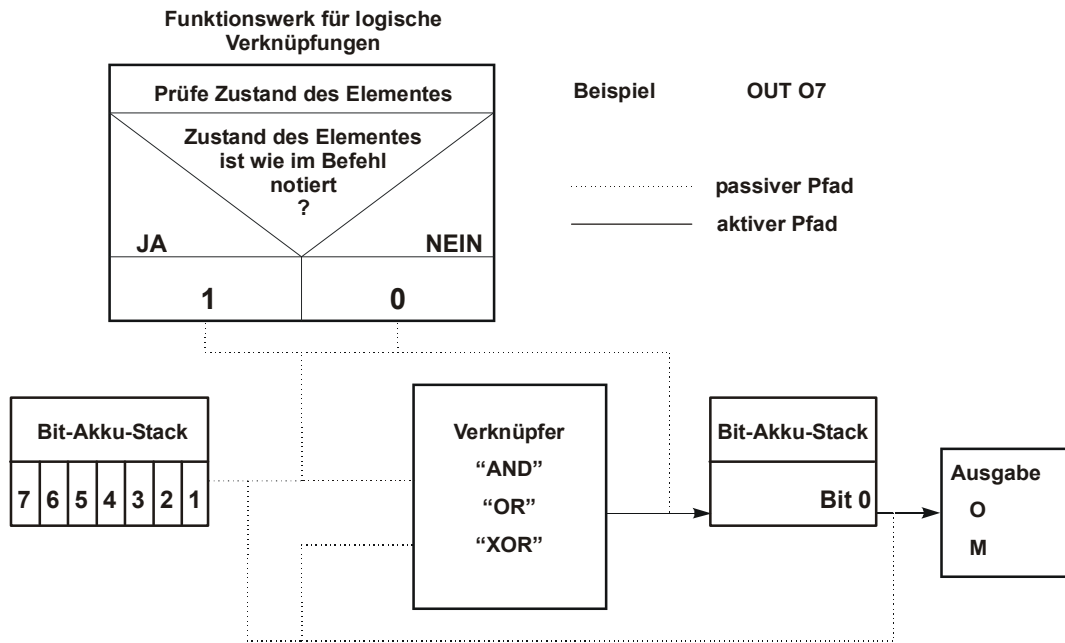 Funktionswerk für logische
Verknüpfungen
Prüfe Zustand des Elementes
Zustand des Elementes
ist wie im Befehl
notiert
?
JA
NEIN
1
0
Beispiel OUT O7
passiver Pfad
aktiver Pfad
Bit-Akku-Stack
7 6 5 4 3 2 1
Verknüpfer
“AND”
“OR”
“XOR”
Bit-Akku-Stack
Bit 0
Ausgabe
O
M